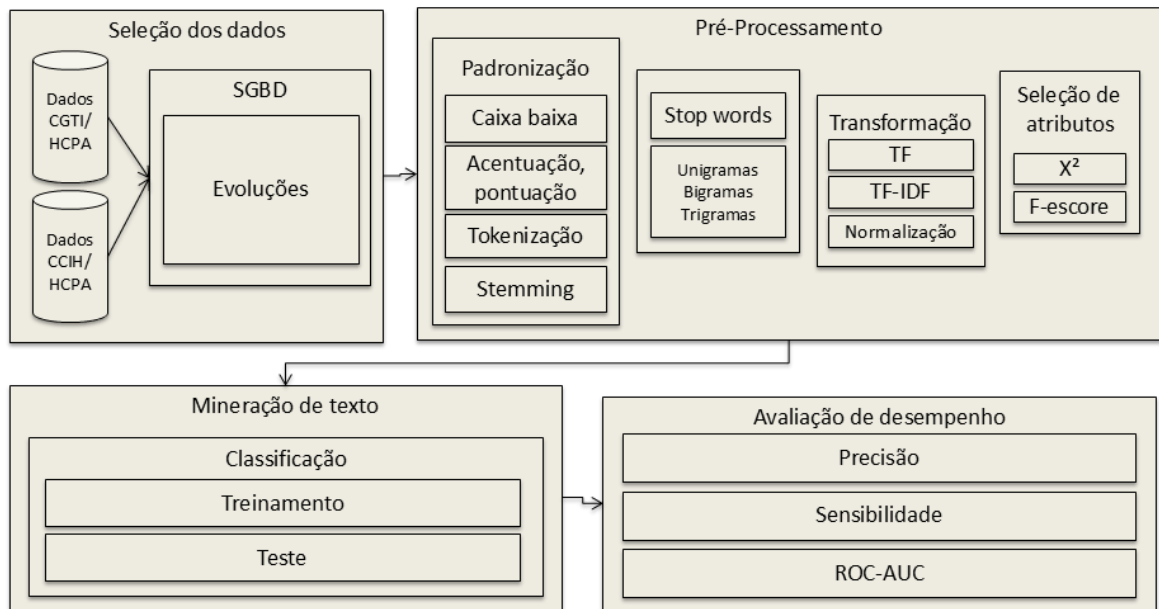 Seleção dos dados
Dados
CGTI/
HCPA
Dados
CCIH/
HCPA
SGBD
Evoluções
Pré-Processamento
Padronização
Caixa baixa
Acentuação,
pontuação
Tokenização
Stemming
Stop words
Unigramas
Bigramas
Trigramas
Transformação
TF
TF-IDF
Normalização
Seleção de
atributos
X²
F-escore
Mineração de texto
Classificação
Treinamento
Teste
Avaliação de desempenho
Precisão
Sensibilidade
ROC-AUC